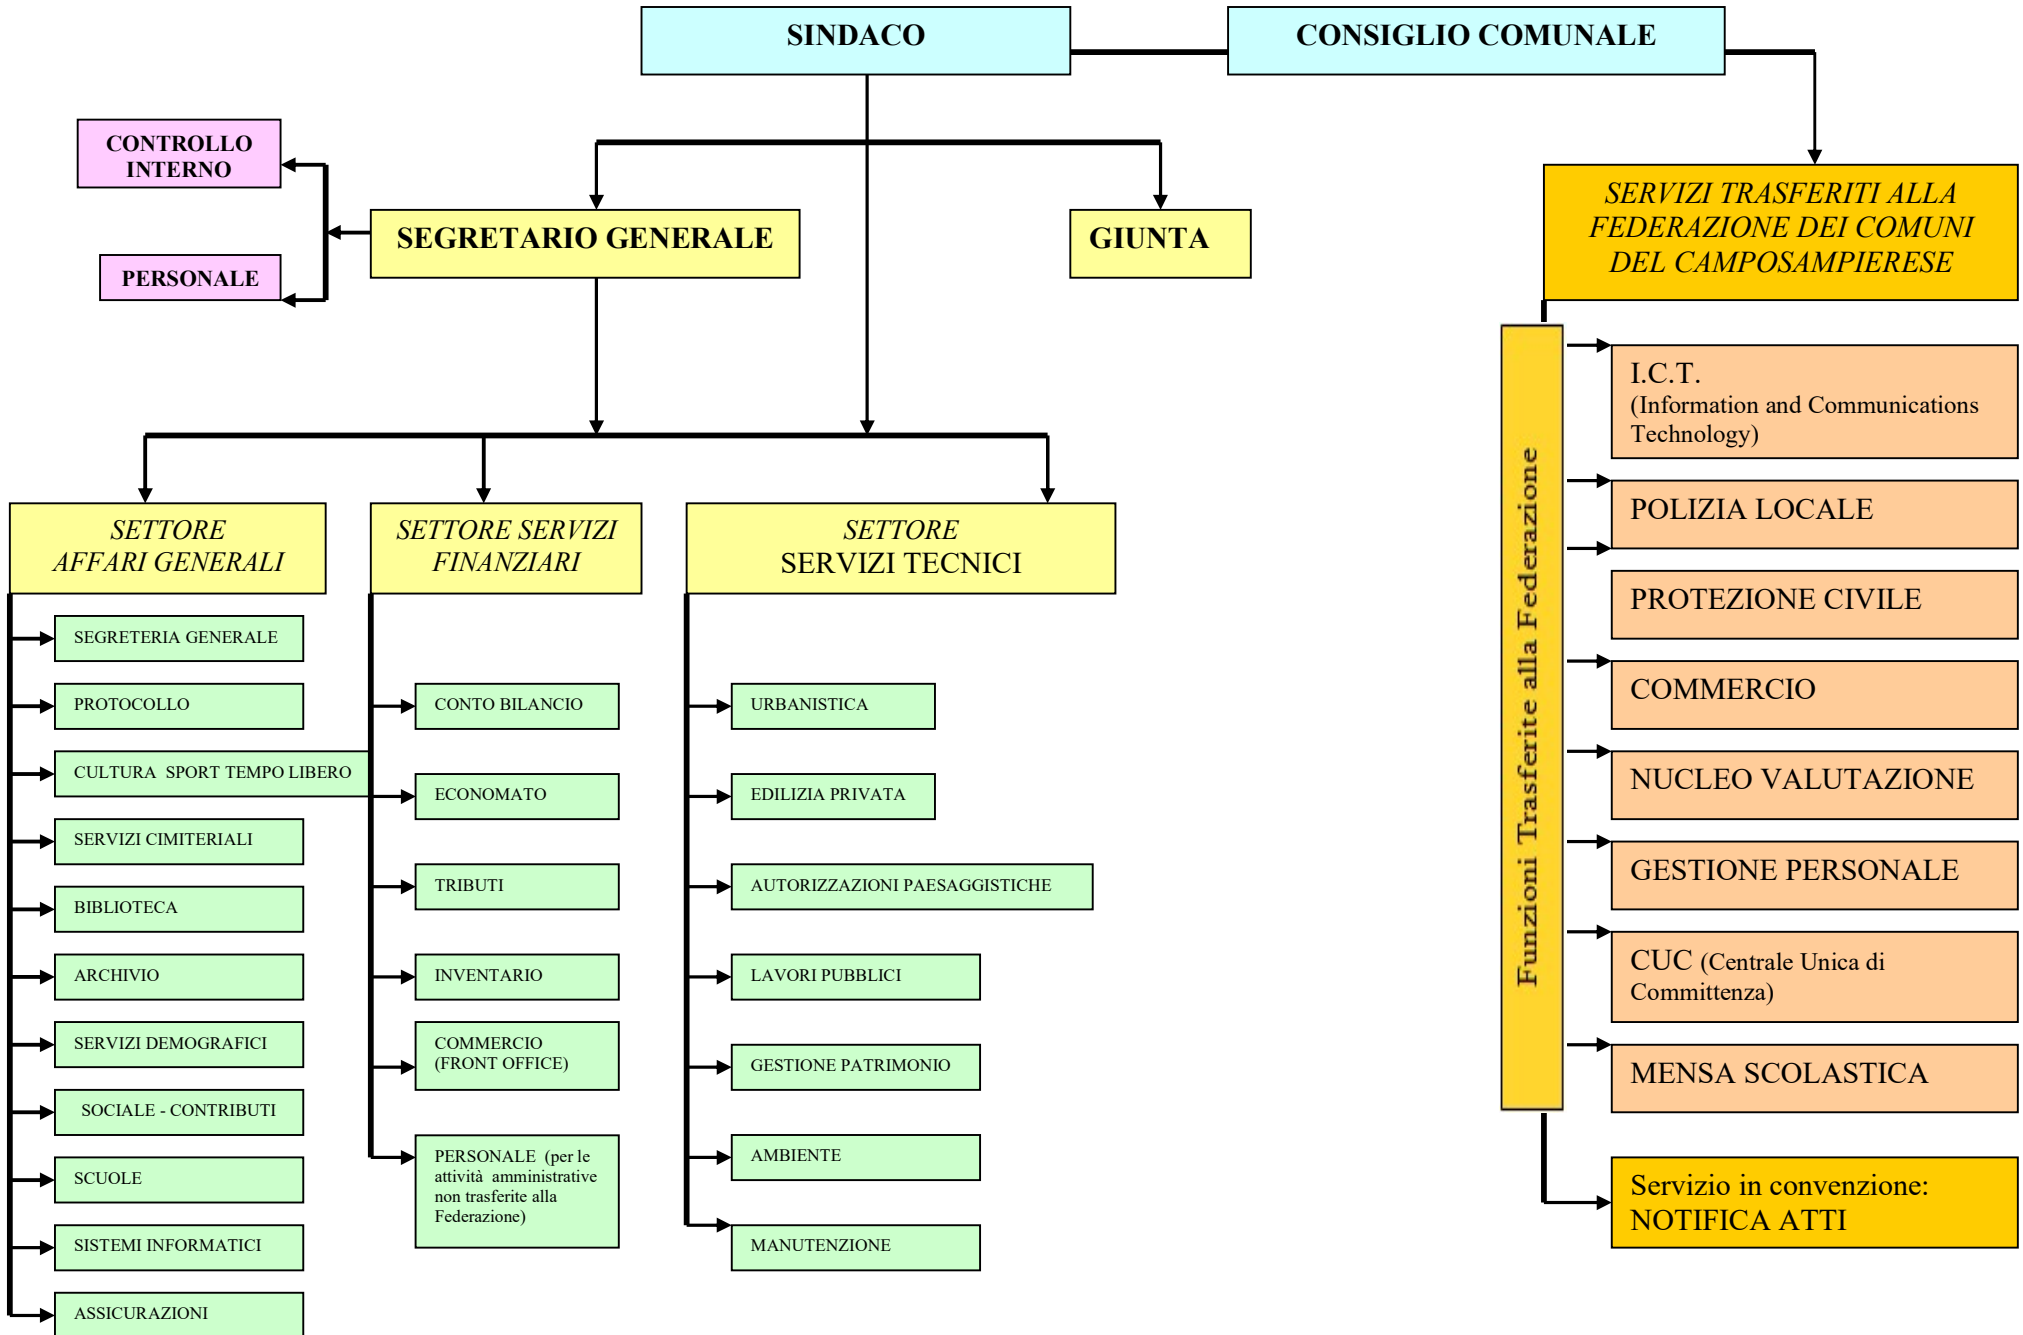 SINDACO
CONSIGLIO COMUNALE
CONTROLLO
INTERNO
PERSONALE
SEGRETARIO GENERALE
GIUNTA
SERVIZI TRASFERITI ALLA
FEDERAZIONE DEI COMUNI
DEL CAMPOSAMPIERESE
SETTORE
AFFARI GENERALI
SEGRETERIA GENERALE
PROTOCOLLO
CULTURA SPORT TEMPO LIBERO
SERVIZI CIMITERIALI
BIBLIOTECA
ARCHIVIO
SERVIZI DEMOGRAFICI
SOCIALE - CONTRIBUTI
SCUOLE
SISTEMI INFORMATICI
ASSICURAZIONI
SETTORE SERVIZI
FINANZIARI
CONTO BILANCIO
ECONOMATO
TRIBUTI
INVENTARIO
COMMERCIO
(FRONT OFFICE)
PERSONALE (per le
attività amministrative
non trasferite alla
Federazione)
SETTORE
SERVIZI TECNICI
URBANISTICA
EDILIZIA PRIVATA
AUTORIZZAZIONI PAESAGGISTICHE
LAVORI PUBBLICI
GESTIONE PATRIMONIO
AMBIENTE
MANUTENZIONE
Funzioni Trasferite alla Federazione
I.C.T.
(Information and Communications
Technology)
POLIZIA LOCALE
PROTEZIONE CIVILE
COMMERCIO
NUCLEO VALUTAZIONE
GESTIONE PERSONALE
CUC (Centrale Unica di
Committenza)
MENSA SCOLASTICA
Servizio in convenzione:
NOTIFICA ATTI